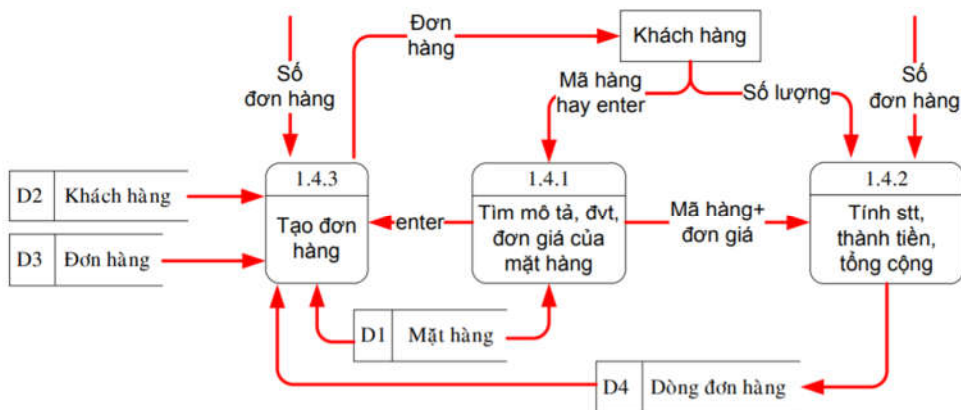 Đơn
hàng
Khách hàng
Số
đơn hàng
Mã hàng
hay enter
Số lượng
Số
đơn hàng
D2 Khách hàng
D3 Đơn hàng
1.4.3
Tạo đơn
hàng
enter
1.4.1
Tìm mô tả, đvt,
đơn giá của
mặt hàng
Mã hàng+
đơn giá
1.4.2
Tính stt,
thành tiền,
tổng cộng
D1 Mặt hàng
D4 Dòng đơn hàng